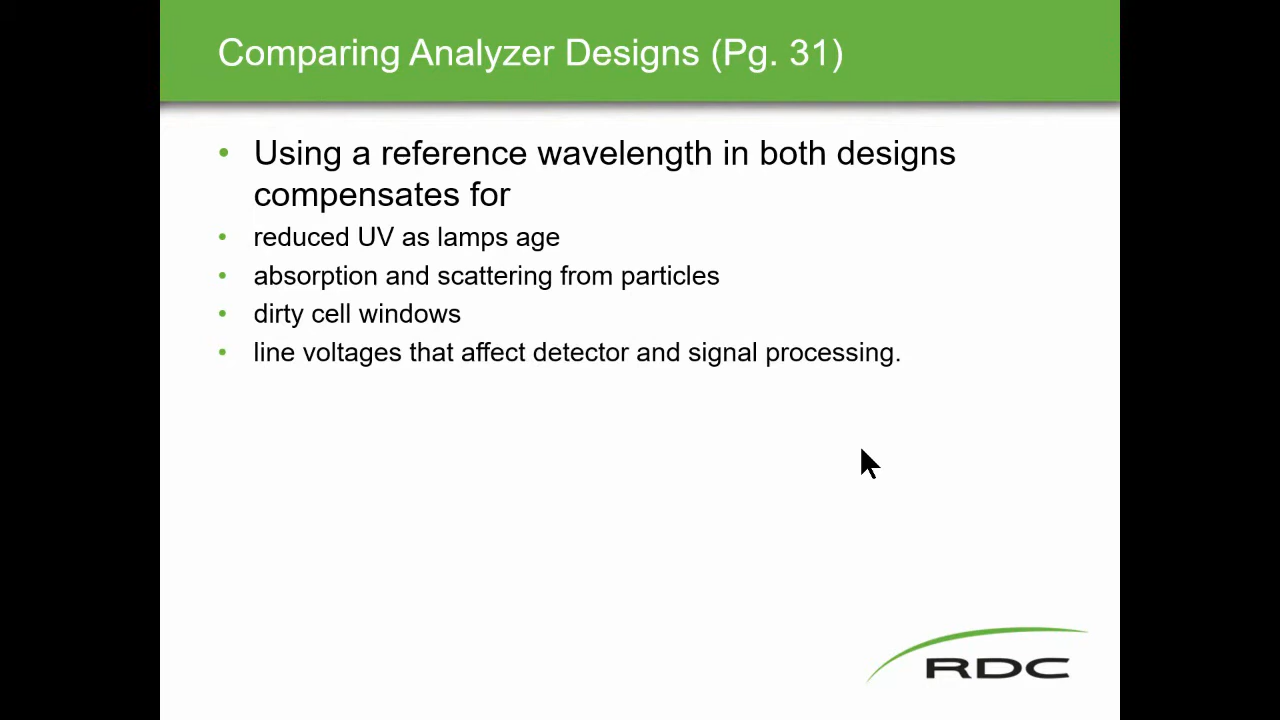 Comparing Analyzer Designs (Pg. 31)
• Using a reference wavelength in both designs
compensates for
• reduced UV as lamps age
• absorption and scattering from particles
• dirty cell windows
• line voltages that affect detector and signal processing.
RDC